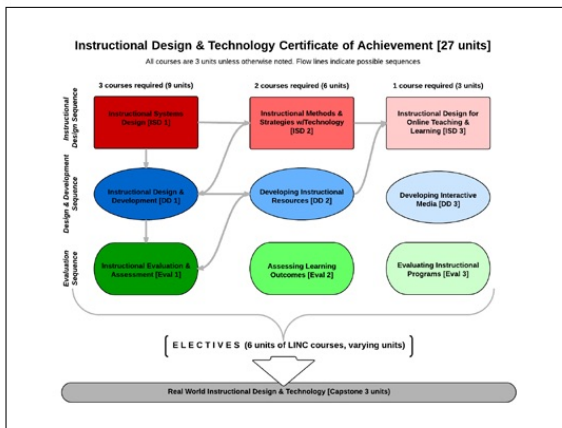 Instructional Design & Technology Certificate of Achievement [27 units]
All courses are 3 units unless otherwise noted. Flow lines indicate possible sequences
3 courses required (9 units)
2 courses required (6 units)
1 course required (3 units)
Instructional
Design Sequence
Instructional Systems
Design [ISD 1]
Instructional Methods &
Strategies w/Technology
[ISD 2]
Instructional Design for
Online Teaching &
Learning [ISD 3]
Design & Development
Sequence
Instructional Design &
Development [DD 1]
Developing Instructional
Resources [DD 2]
Developing Interactive
Media [DD 3]
Evaluation
Sequence
Instructional Evaluation &
Assessment [Eval 1]
Assessing Learning
Outcomes [Eval 2]
Evaluating Instructional
Programs [Eval 3]
[ E L E C T I V E S (6 units of LINC courses, varying units) ]
Real World Instructional Design & Technology [Capstone 3 units)